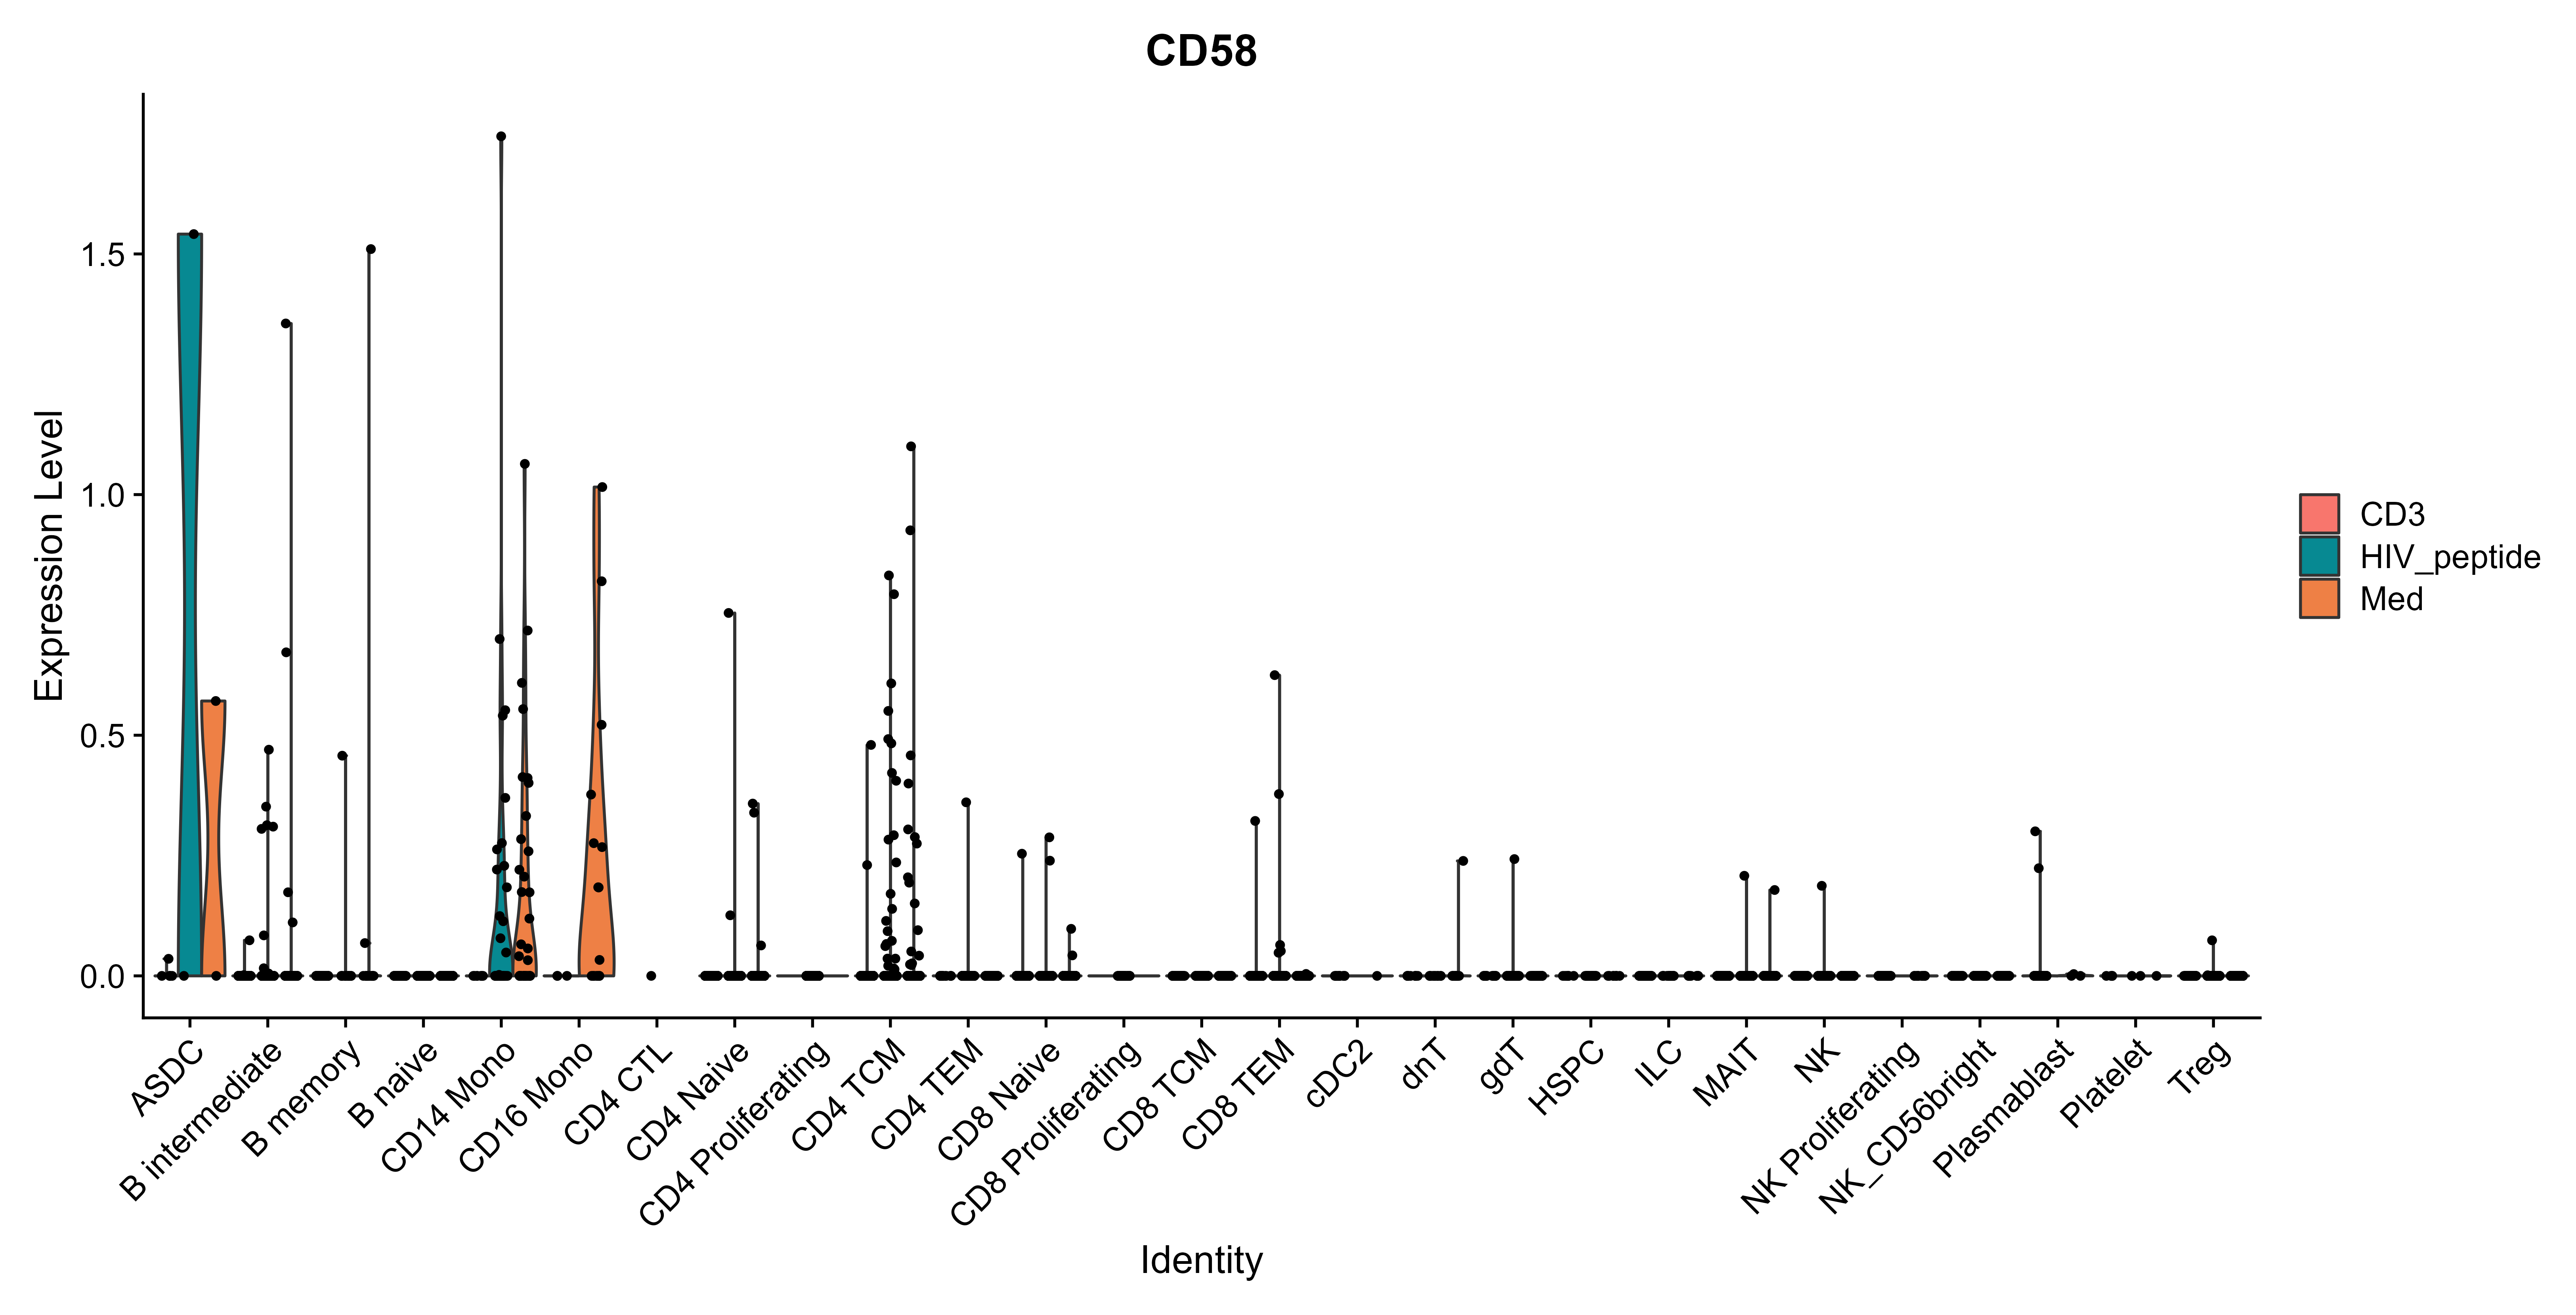 CD58
Expression Level
1.5
1.0
0.5
0.0
ASDC
B intermediate
B memory
B naive
CD14 Mono
CD16 Mono
CD4 CTL
CD4 Naive
CD4 Proliferating
CD4 TCM
CD4 TEM
CD8 Naive
CD8 Proliferating
CD8 TCM
CD8 TEM
cDC2
dnT
gdT
HSPC
ILC
MAIT
NK
NK Proliferating
NK_CD56bright
Plasmablast
Platelet
Treg
Identity
CD3
HIV_peptide
Med